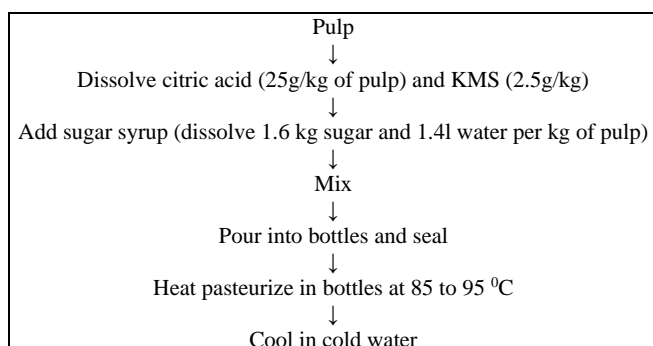 Pulp
↓
Dissolve citric acid (25g/kg of pulp) and KMS (2.5g/kg)
↓
Add sugar syrup (dissolve 1.6 kg sugar and 1.4l water per kg of pulp)
↓
Mix
↓
Pour into bottles and seal
↓
Heat pasteurize in bottles at 85 to 95 ⁰C
↓
Cool in cold water